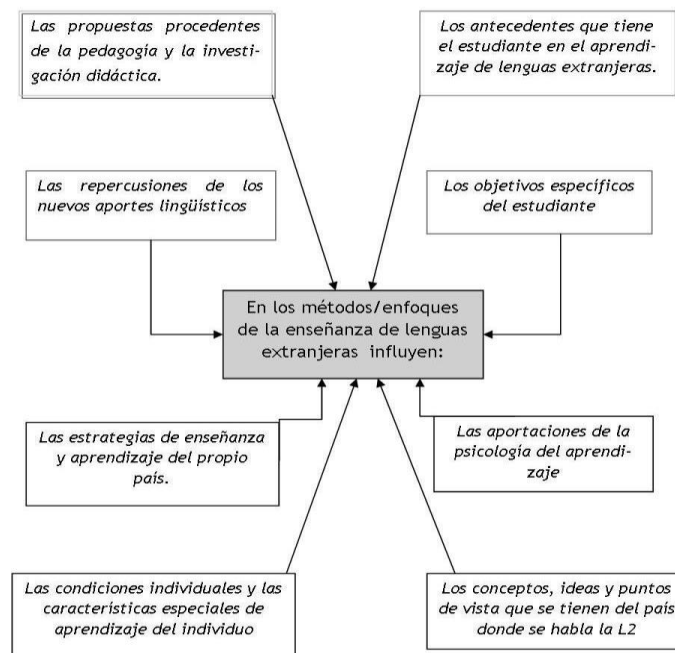 Las propuestas procedentes
de la pedagogía y la investi-
gación didáctica.
Los antecedentes que tiene
el estudiante en el aprendi-
zaje de lenguas extranjeras.
Las repercusiones de los
nuevos aportes lingüísticos
Los objetivos específicos
del estudiante
En los métodos/enfoques
de la enseñanza de lenguas
extranjeras influyen:
Las estrategias de enseñanza
y aprendizaje del propio
país.
Las aportaciones de la
psicología del aprendi-
zaje
Las condiciones individuales y las
características especiales de
aprendizaje del individuo
Los conceptos, ideas y puntos
de vista que se tienen del país
donde se habla la L2